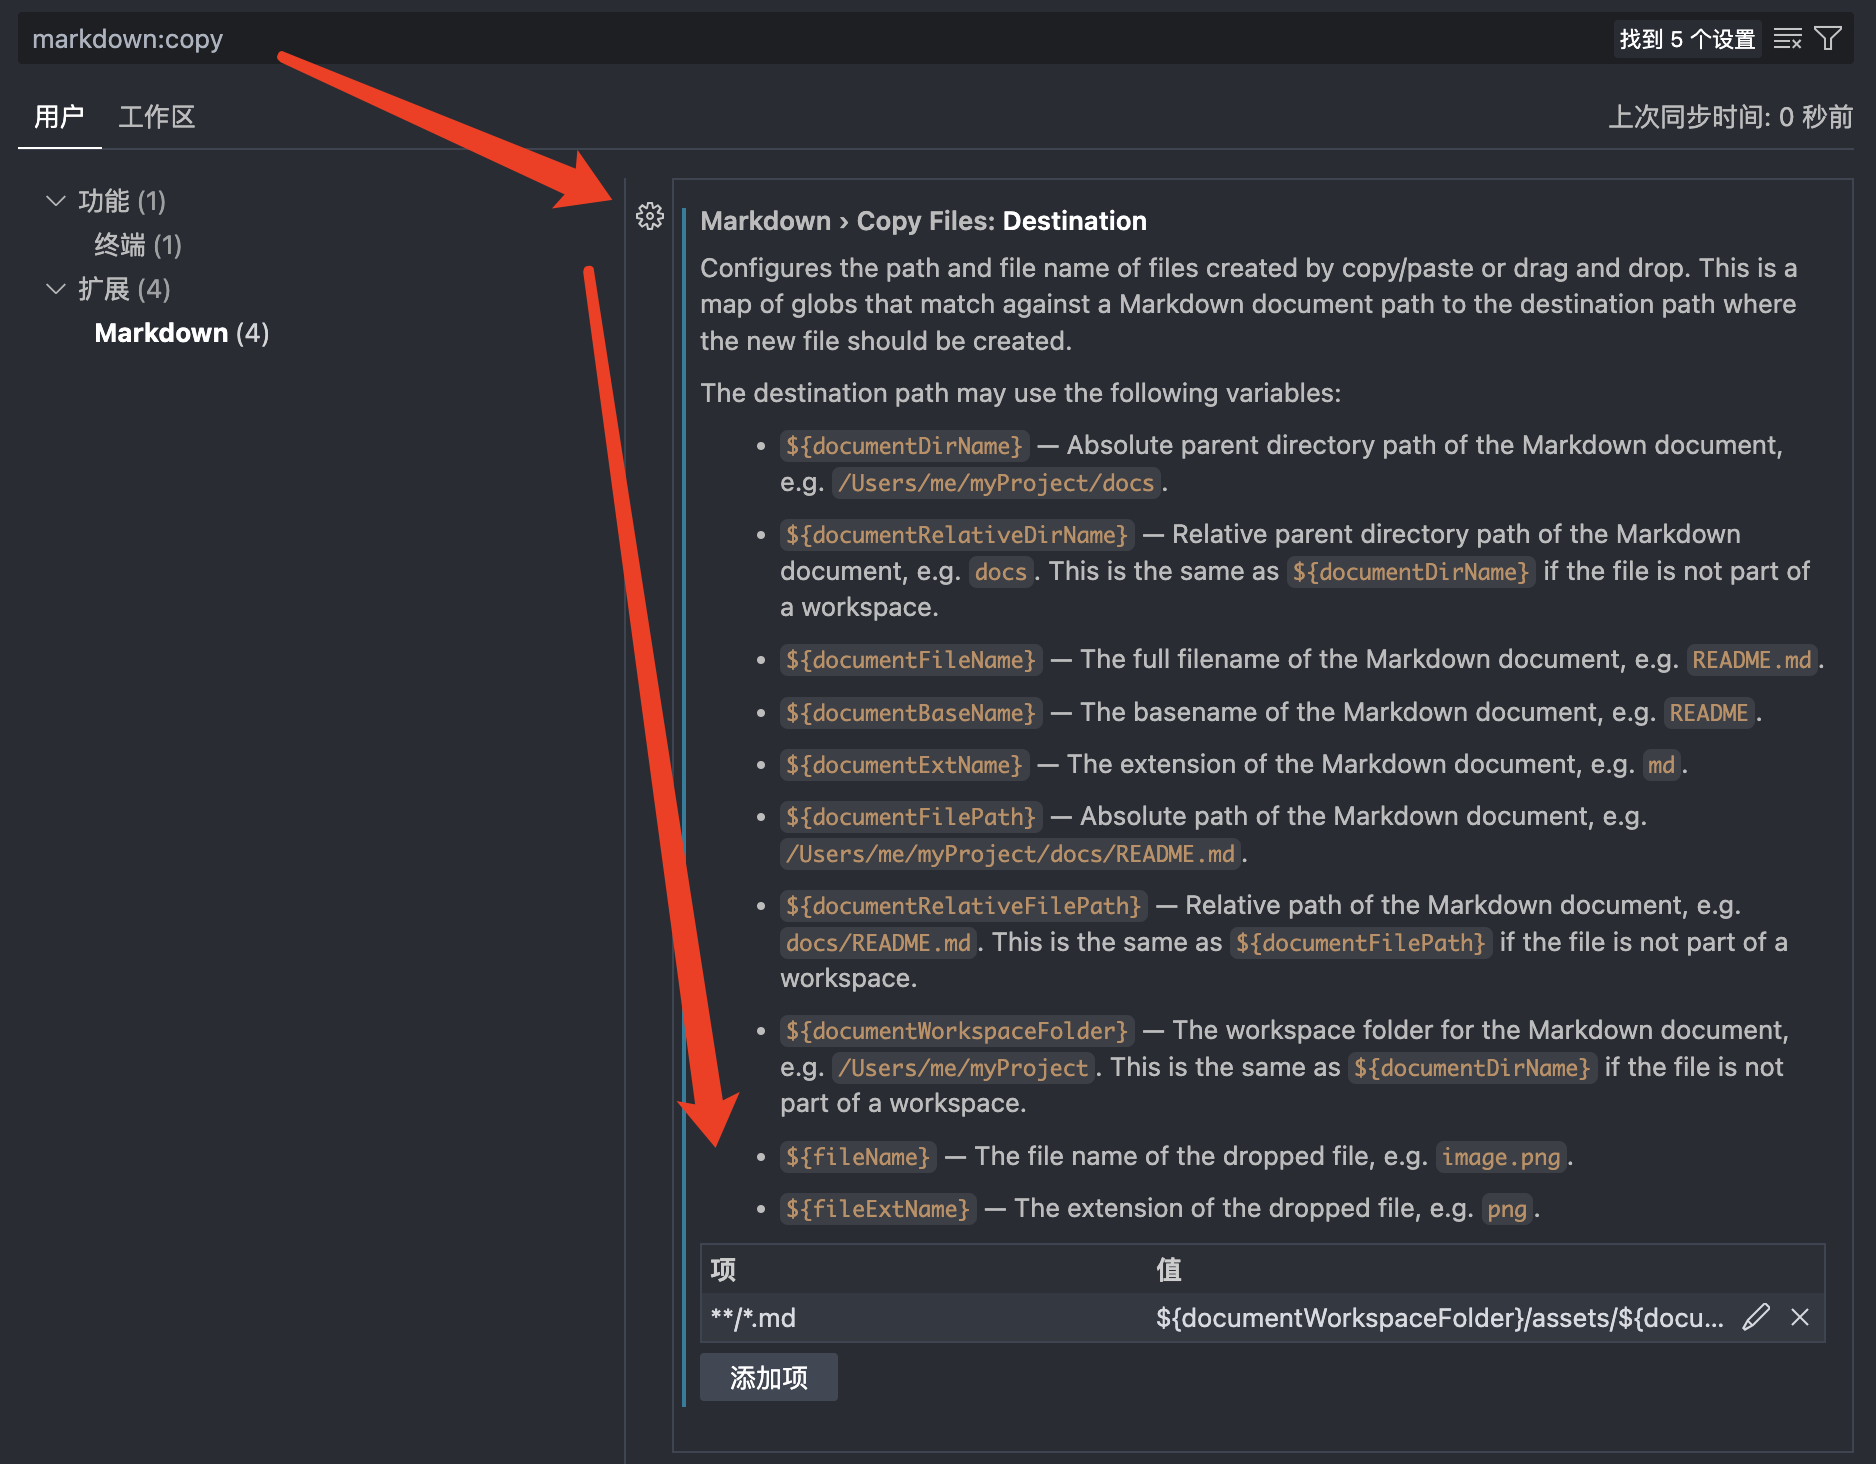 markdown:copy
找到 5 个设置
用户
工作区
上次同步时间: 0 秒前
功能 (1)
终端 (1)
扩展 (4)
Markdown (4)
Markdown › Copy Files: Destination
Configures the path and file name of files created by copy/paste or drag and drop. This is a
map of globs that match against a Markdown document path to the destination path where
the new file should be created.
The destination path may use the following variables:
• ${documentDirName} — Absolute parent directory path of the Markdown document,
e.g. /Users/me/myProject/docs.
• ${documentRelativeDirName} — Relative parent directory path of the Markdown
document, e.g. docs. This is the same as ${documentDirName} if the file is not part of
a workspace.
• ${documentFileName} — The full filename of the Markdown document, e.g. README.md.
• ${documentBaseName} — The basename of the Markdown document, e.g. README.
• ${documentExtName} — The extension of the Markdown document, e.g. md.
• ${documentFilePath} — Absolute path of the Markdown document, e.g.
/Users/me/myProject/docs/README.md.
• ${documentRelativeFilePath} — Relative path of the Markdown document, e.g.
docs/README.md. This is the same as ${documentFilePath} if the file is not part of a
workspace.
• ${documentWorkspaceFolder} — The workspace folder for the Markdown document,
e.g. /Users/me/myProject. This is the same as ${documentDirName} if the file is not
part of a workspace.
• ${fileName} — The file name of the dropped file, e.g. image.png.
• ${fileExtName} — The extension of the dropped file, e.g. png.
项 值
**/*.md ${documentWorkspaceFolder}/assets/${docu...
添加项